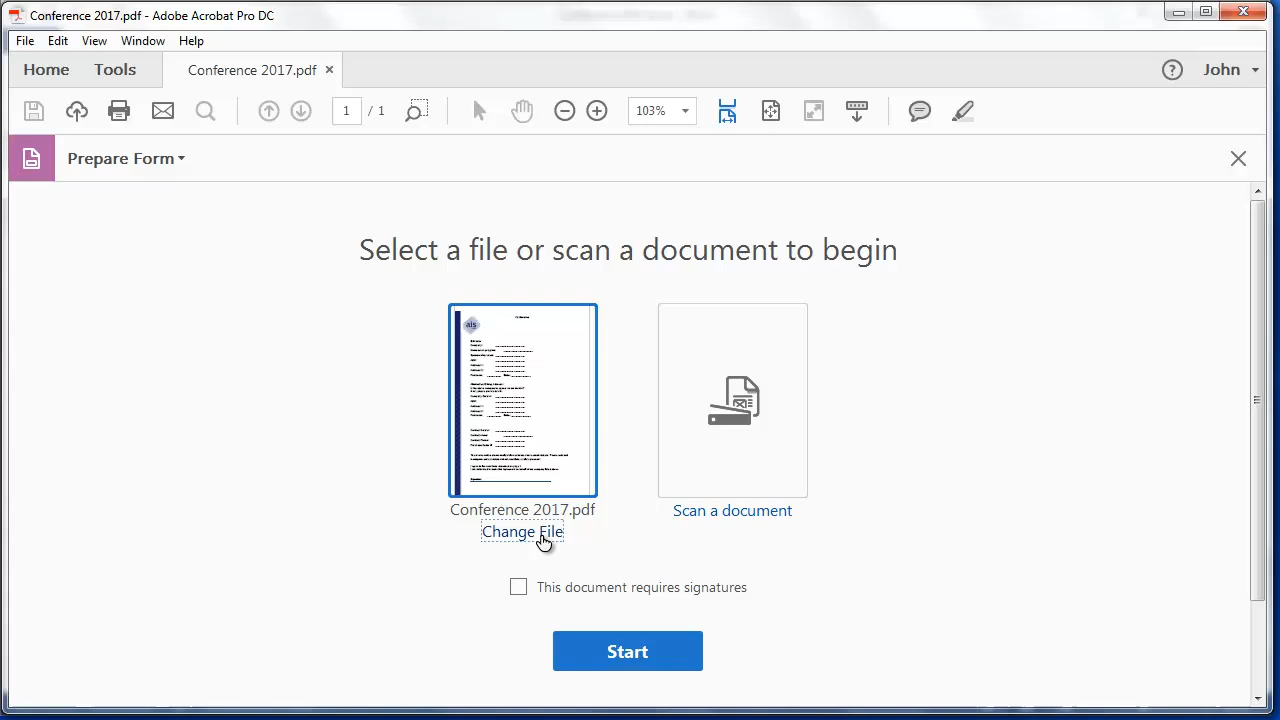 Conference 2017.pdf - Adobe Acrobat Pro DC
File Edit View Window Help
Home Tools Conference 2017.pdf × John
1 / 1 103%
Prepare Form
Select a file or scan a document to begin
ais
Conference 2017.pdf
Change File
Scan a document
This document requires signatures
Start